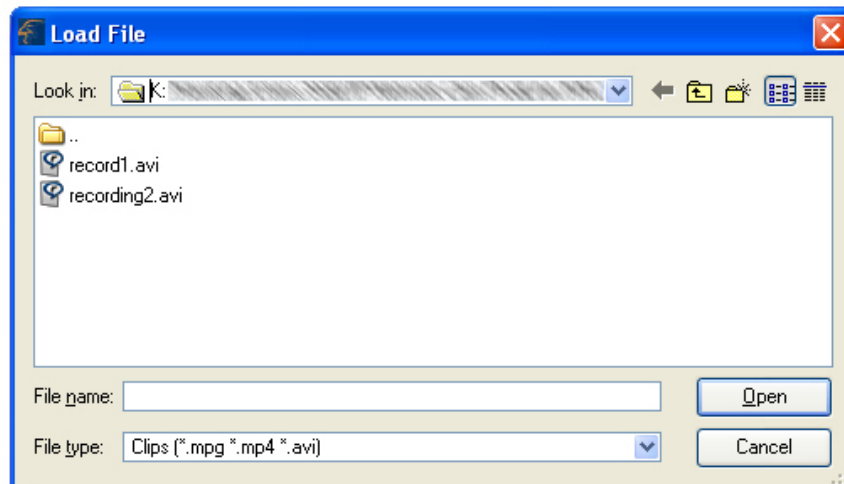 Load File
Look in: K:
..
record1.avi
recording2.avi
File name: Open
File type: Clips (*.mpg *.mp4 *.avi) Cancel